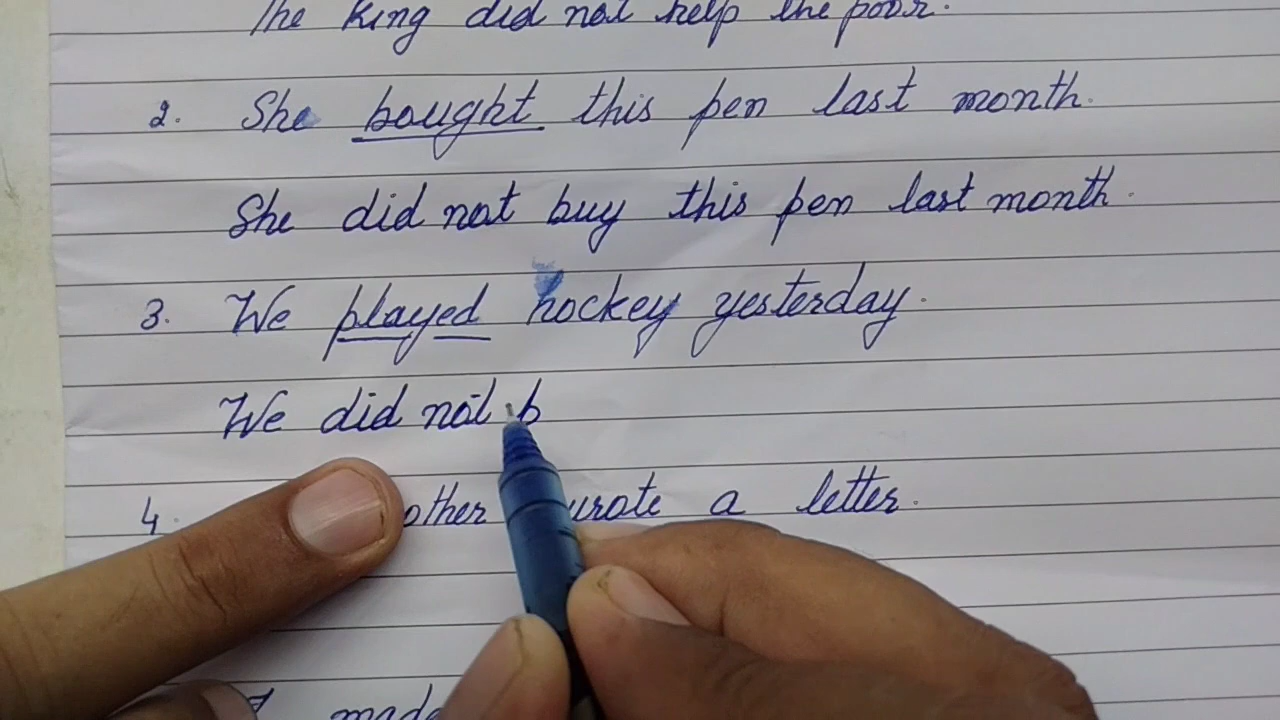 The King did not help the poor.
2. She bought this pen last month.
She did not buy this pen last month.
3. We played hockey yesterday.
We did not p
4. other wrote a letter.
made